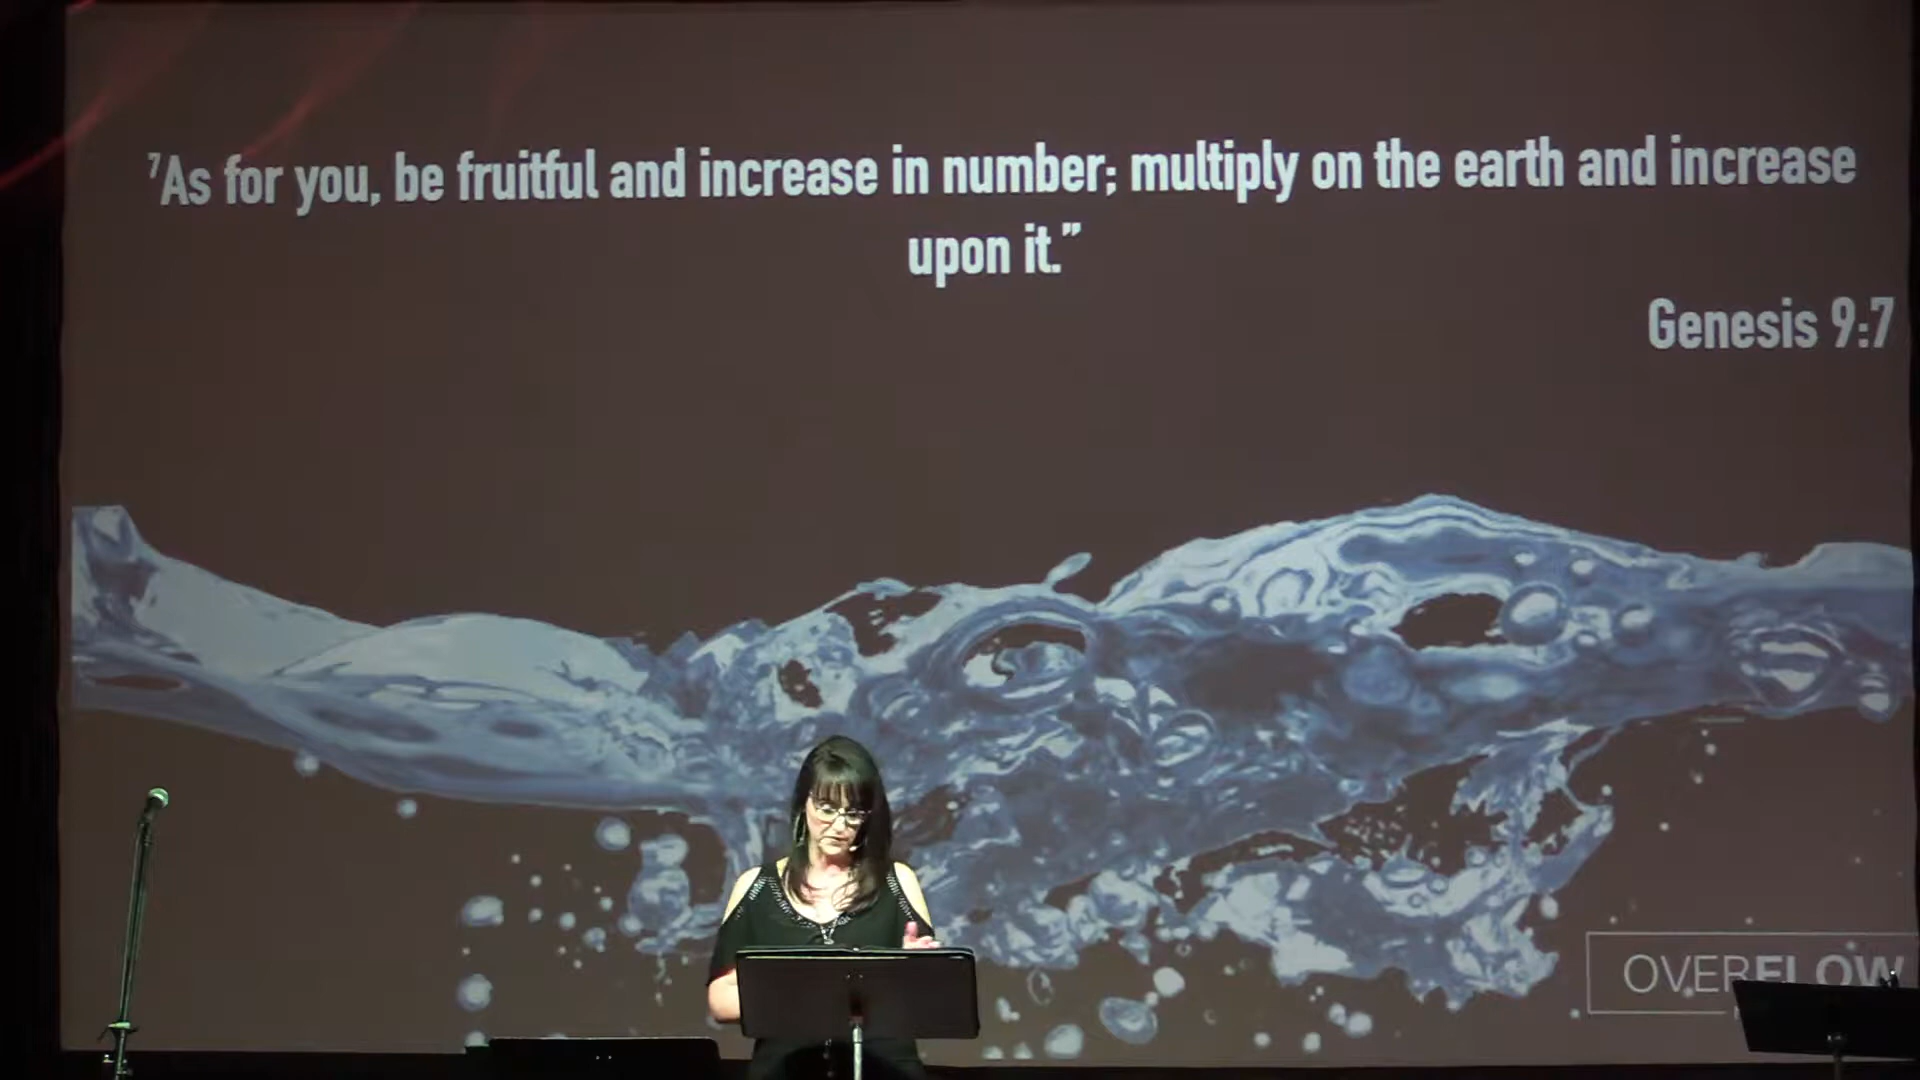 ⁷As for you, be fruitful and increase in number; multiply on the earth and increase
upon it.”
Genesis 9:7
OVERFLOW